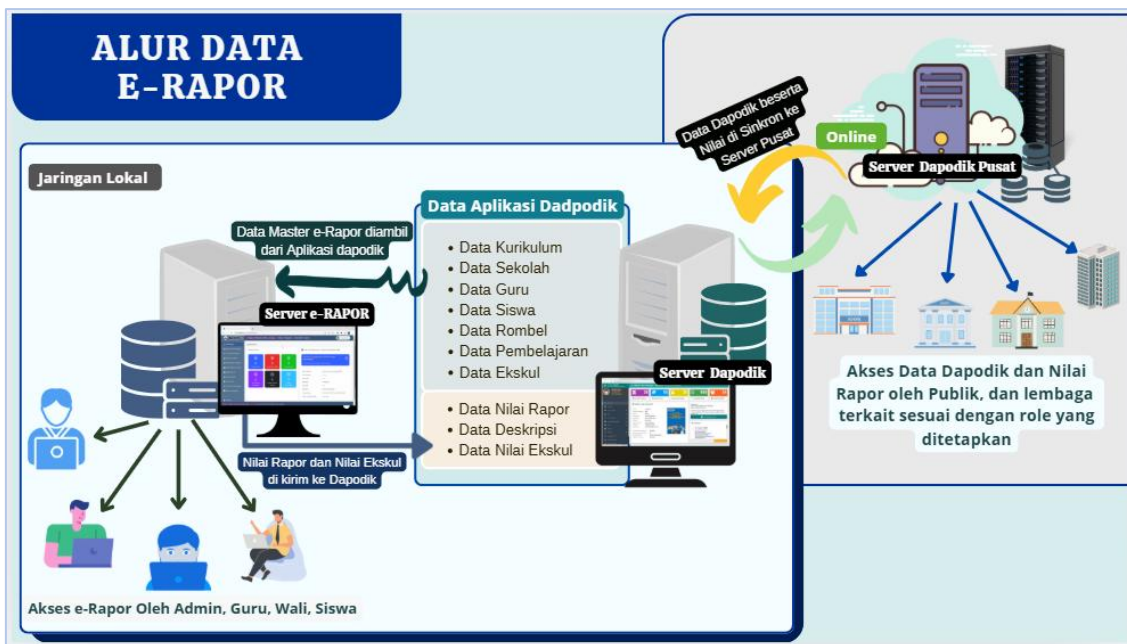 ALUR DATA
E-RAPOR
Jaringan Lokal
Data Master e-Rapor diambil
dari Aplikasi dapodik
Server e-RAPOR
Nilai Rapor dan Nilai Ekskul
di kirim ke Dapodik
Akses e-Rapor Oleh Admin, Guru, Wali, Siswa
Data Aplikasi Dadpodik
• Data Kurikulum
• Data Sekolah
• Data Guru
• Data Siswa
• Data Rombel
• Data Pembelajaran
• Data Ekskul
• Data Nilai Rapor
• Data Deskripsi
• Data Nilai Ekskul
Server Dapodik
Data Dapodik beserta
Nilai di Sinkron ke
Server Pusat
Online
Server Dapodik Pusat
Akses Data Dapodik dan Nilai
Rapor oleh Publik, dan lembaga
terkait sesuai dengan role yang
ditetapkan